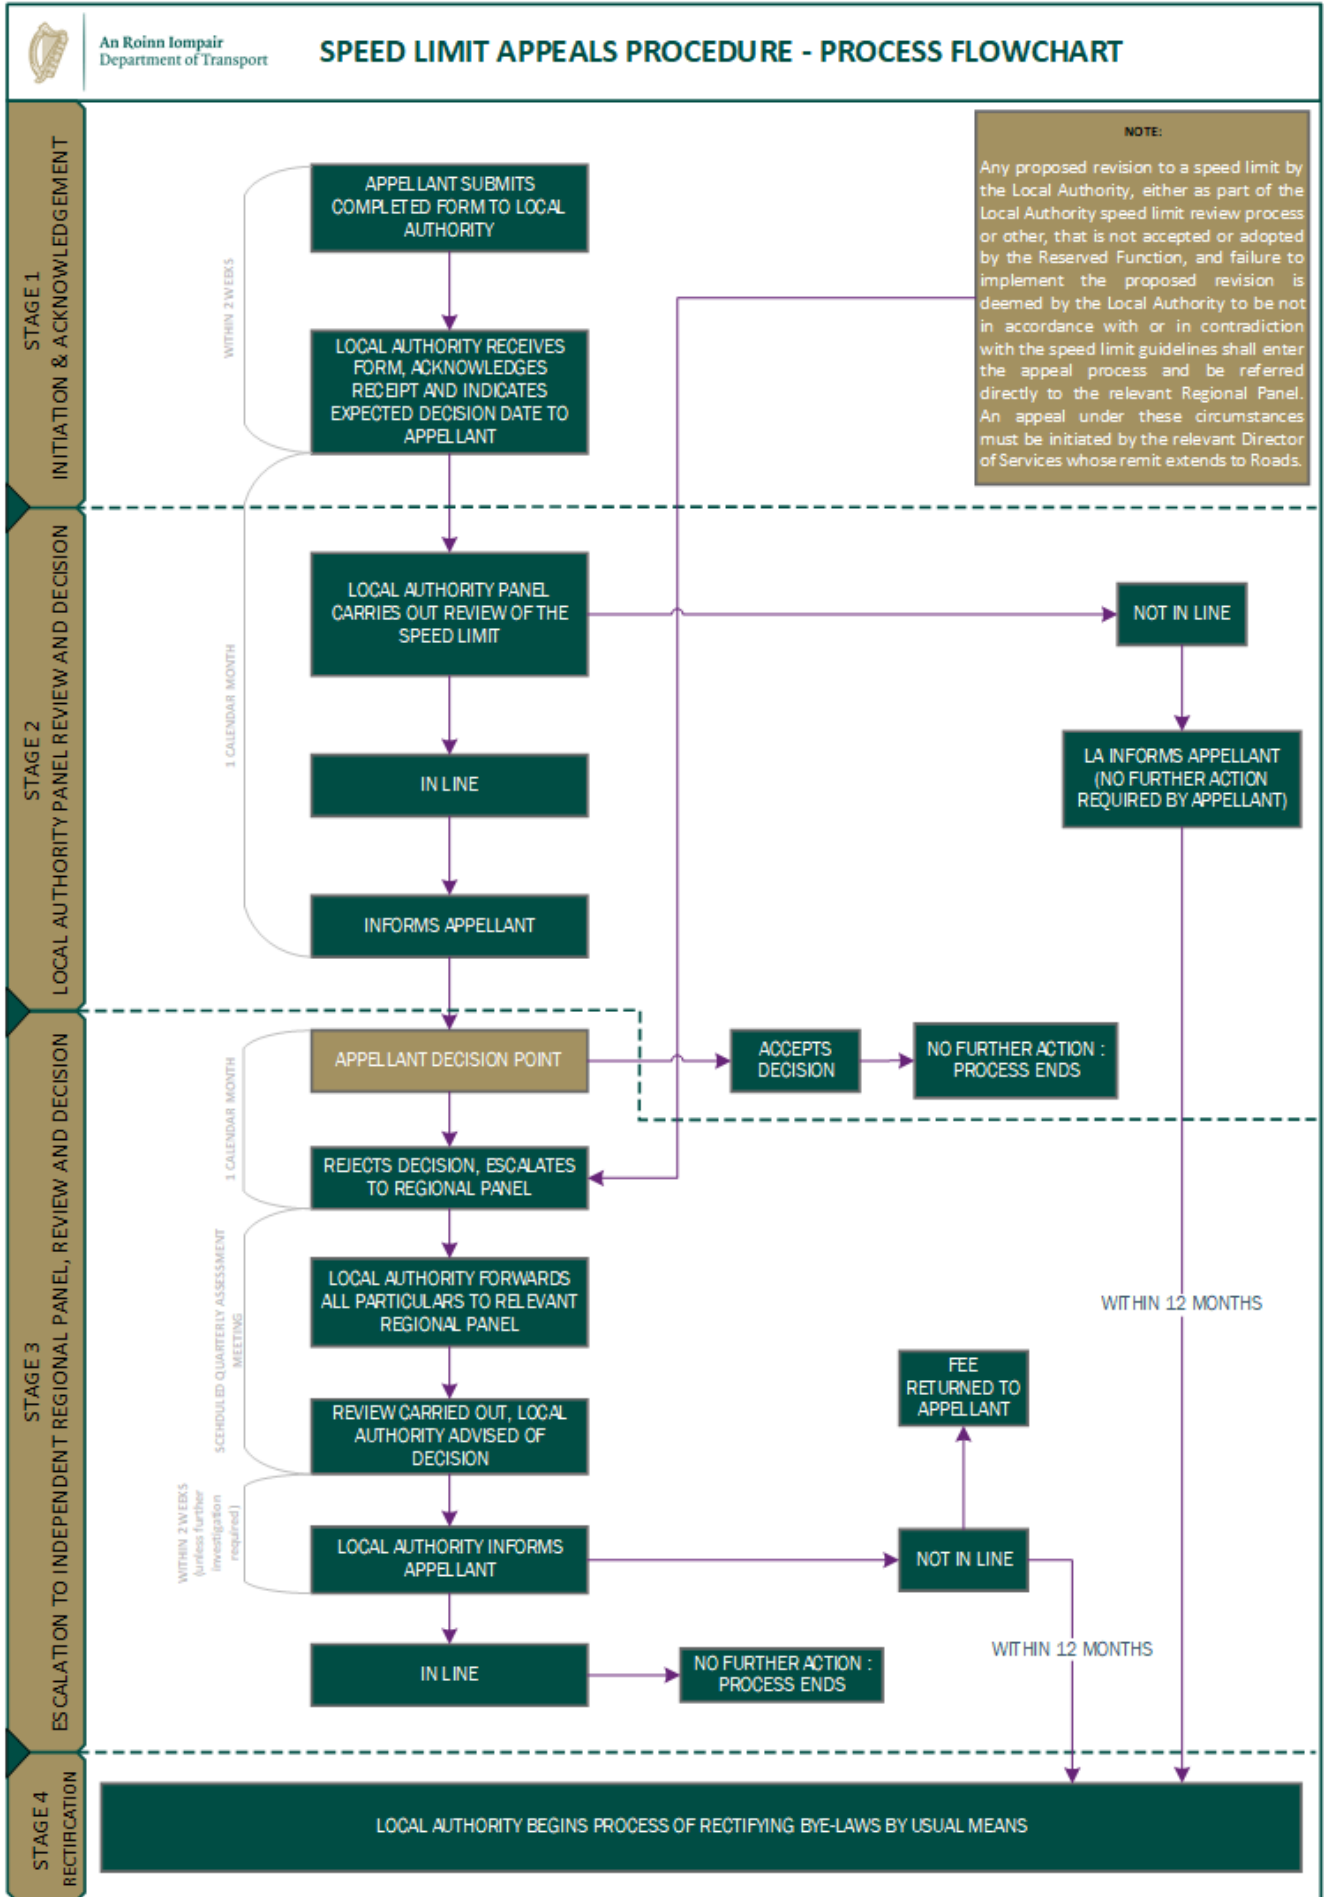 An Roinn Iompair
Department of Transport
SPEED LIMIT APPEALS PROCEDURE - PROCESS FLOWCHART
STAGE 1
INITIATION & ACKNOWLEDGEMENT
WITHIN 2 WEEKS
APPELLANT SUBMITS
COMPLETED FORM TO LOCAL
AUTHORITY
LOCAL AUTHORITY RECEIVES
FORM, ACKNOWLEDGES
RECEIPT AND INDICATES
EXPECTED DECISION DATE TO
APPELLANT
NOTE:
Any proposed revision to a speed limit by
the Local Authority, either as part of the
Local Authority speed limit review process
or other, that is not accepted or adopted
by the Reserved Function, and failure to
implement the proposed revision is
deemed by the Local Authority to be not
in accordance with or in contradiction
with the speed limit guidelines shall enter
the appeal process and be referred
directly to the relevant Regional Panel.
An appeal under these circumstances
must be initiated by the relevant Director
of Services whose remit extends to Roads.
STAGE 2
LOCAL AUTHORITY PANEL REVIEW AND DECISION
1 CALENDAR MONTH
LOCAL AUTHORITY PANEL
CARRIES OUT REVIEW OF THE
SPEED LIMIT
NOT IN LINE
IN LINE
LA INFORMS APPELLANT
(NO FURTHER ACTION
REQUIRED BY APPELLANT)
INFORMS APPELLANT
STAGE 3
ESCALATION TO INDEPENDENT REGIONAL PANEL, REVIEW AND DECISION
1 CALENDAR MONTH
APPELLANT DECISION POINT
ACCEPTS
DECISION
NO FURTHER ACTION :
PROCESS ENDS
REJECTS DECISION, ESCALATES
TO REGIONAL PANEL
SCEHDULED QUARTERLY ASSESSMENT
MEETING
LOCAL AUTHORITY FORWARDS
ALL PARTICULARS TO RELEVANT
REGIONAL PANEL
WITHIN 12 MONTHS
REVIEW CARRIED OUT, LOCAL
AUTHORITY ADVISED OF
DECISION
FEE
RETURNED TO
APPELLANT
WITHIN 2 WEEKS
(unless further
investigation
required)
LOCAL AUTHORITY INFORMS
APPELLANT
NOT IN LINE
WITHIN 12 MONTHS
IN LINE
NO FURTHER ACTION :
PROCESS ENDS
STAGE 4
RECTIFICATION
LOCAL AUTHORITY BEGINS PROCESS OF RECTIFYING BYE-LAWS BY USUAL MEANS